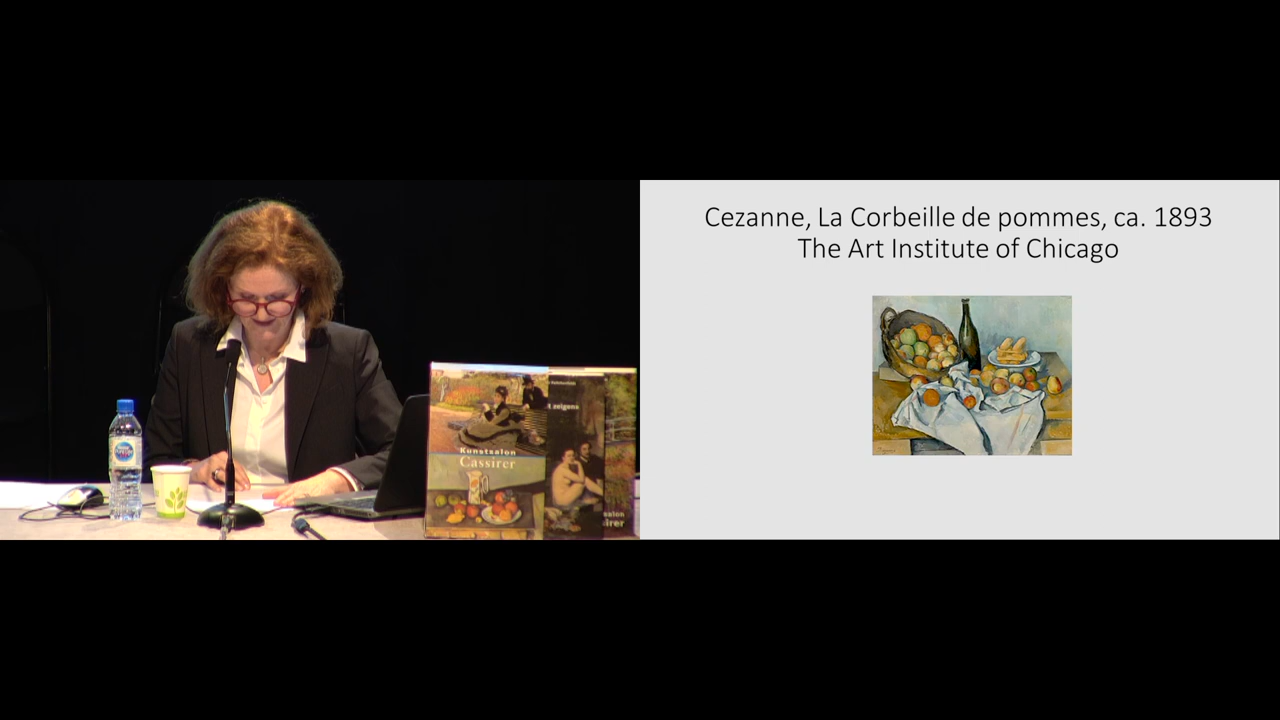 Cezanne, La Corbeille de pommes, ca. 1893
The Art Institute of Chicago
Kunstsalon
Cassirer